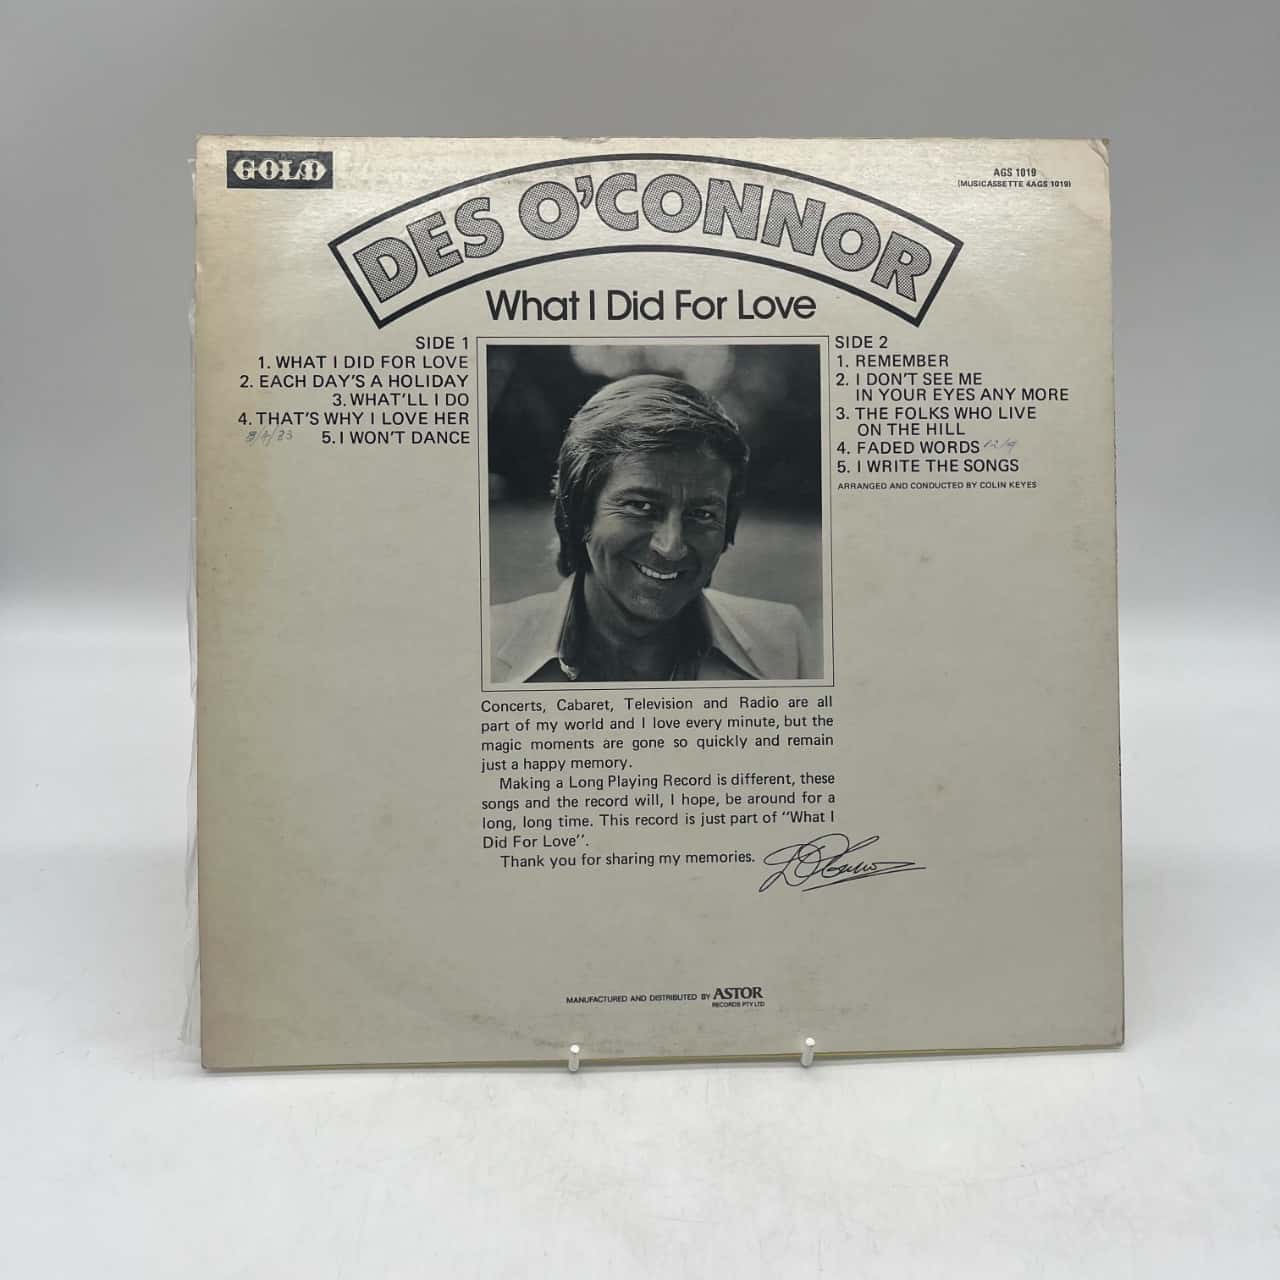 GOLD
AGS 1019
(MUSICASSETTE 4AGS 1019)
DES O'CONNOR
What I Did For Love
SIDE 1
1. WHAT I DID FOR LOVE
2. EACH DAY'S A HOLIDAY
3. WHAT'LL I DO
4. THAT'S WHY I LOVE HER
5. I WON'T DANCE
SIDE 2
1. REMEMBER
2. I DON'T SEE ME
IN YOUR EYES ANY MORE
3. THE FOLKS WHO LIVE
ON THE HILL
4. FADED WORDS
5. I WRITE THE SONGS
ARRANGED AND CONDUCTED BY COLIN KEYES
Concerts, Cabaret, Television and Radio are all
part of my world and I love every minute, but the
magic moments are gone so quickly and remain
just a happy memory.
Making a Long Playing Record is different, these
songs and the record will, I hope, be around for a
long, long time. This record is just part of "What I
Did For Love".
Thank you for sharing my memories.
MANUFACTURED AND DISTRIBUTED BY ASTOR
RECORDS PTY LTD